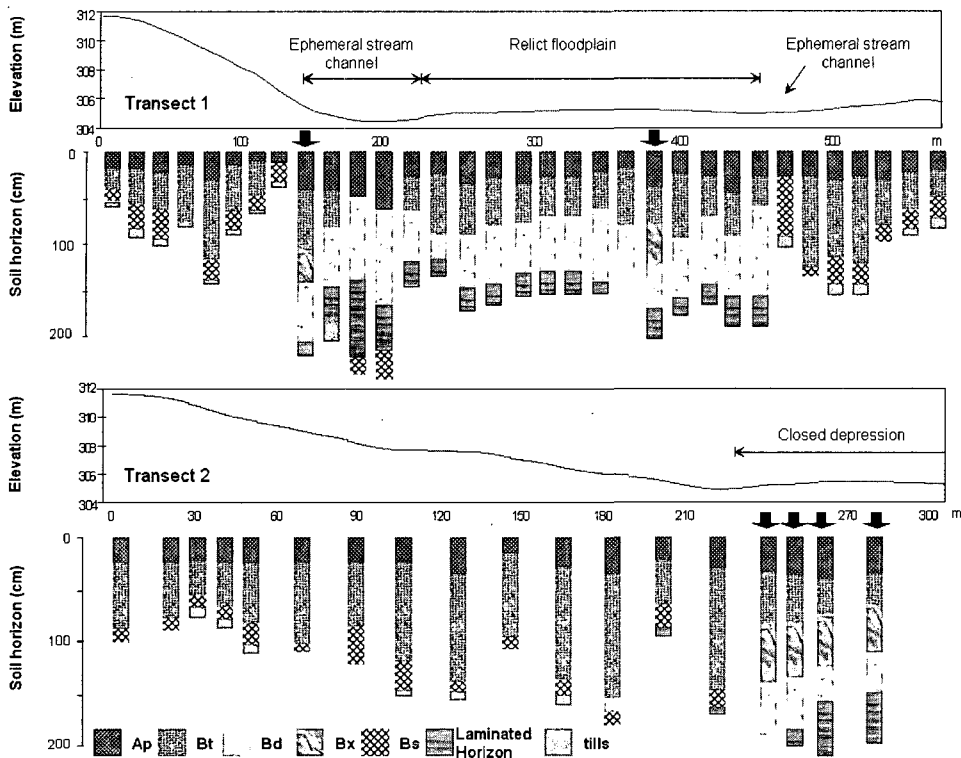 312
310
308
306
304
Elevation (m)
Ephemeral stream
channel
Relict floodplain
Ephemeral stream
channel
Transect 1
100
200
300
400
500
m
0
100
200
Soil horizon (cm)
312
310
308
306
304
Elevation (m)
Closed depression
Transect 2
0
30
60
90
120
150
180
210
270
300
m
0
100
200
Soil horizon (cm)
Ap
Bt
Bd
Bx
Bs
Laminated
Horizon
tills